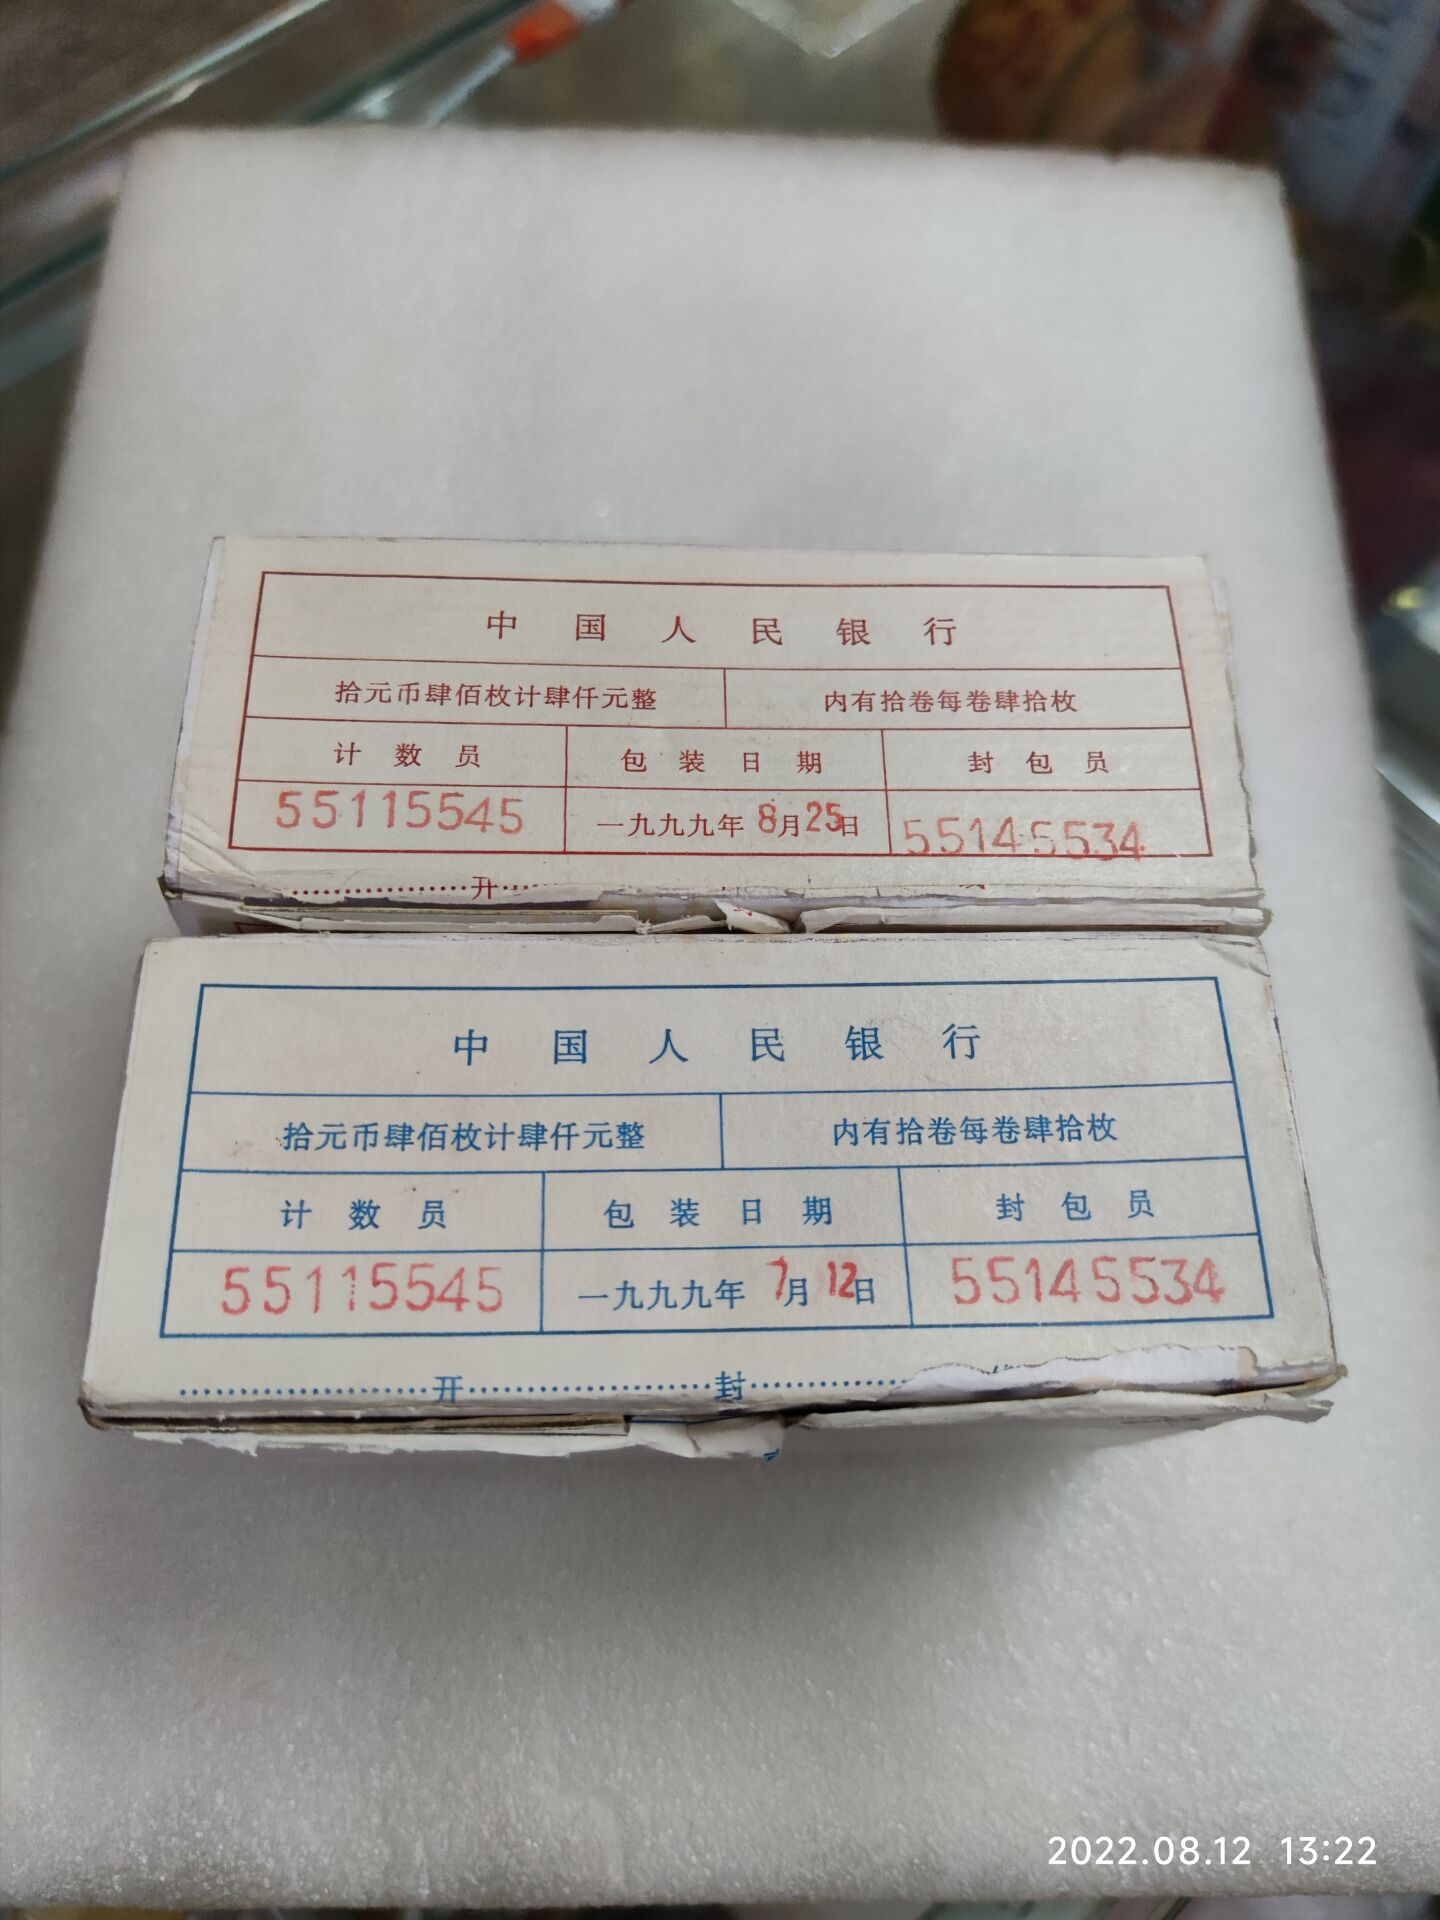 中国人民银行
拾元币肆佰枚计肆仟元整 内有拾卷每卷肆拾枚
计数员 包装日期 封包员
55115545 一九九九年8月25日 55145534
开
中国人民银行
拾元币肆佰枚计肆仟元整 内有拾卷每卷肆拾枚
计数员 包装日期 封包员
55115545 一九九九年7月12日 55145534
开 封
2022.08.12 13:22